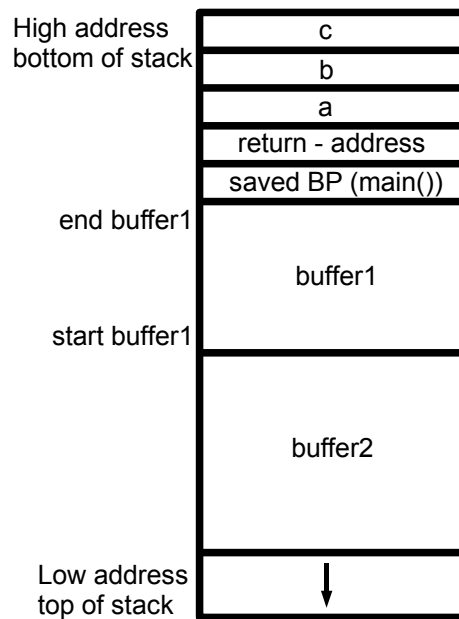 High address
bottom of stack
c
b
a
return - address
saved BP (main())
end buffer1
buffer1
start buffer1
buffer2
Low address
top of stack